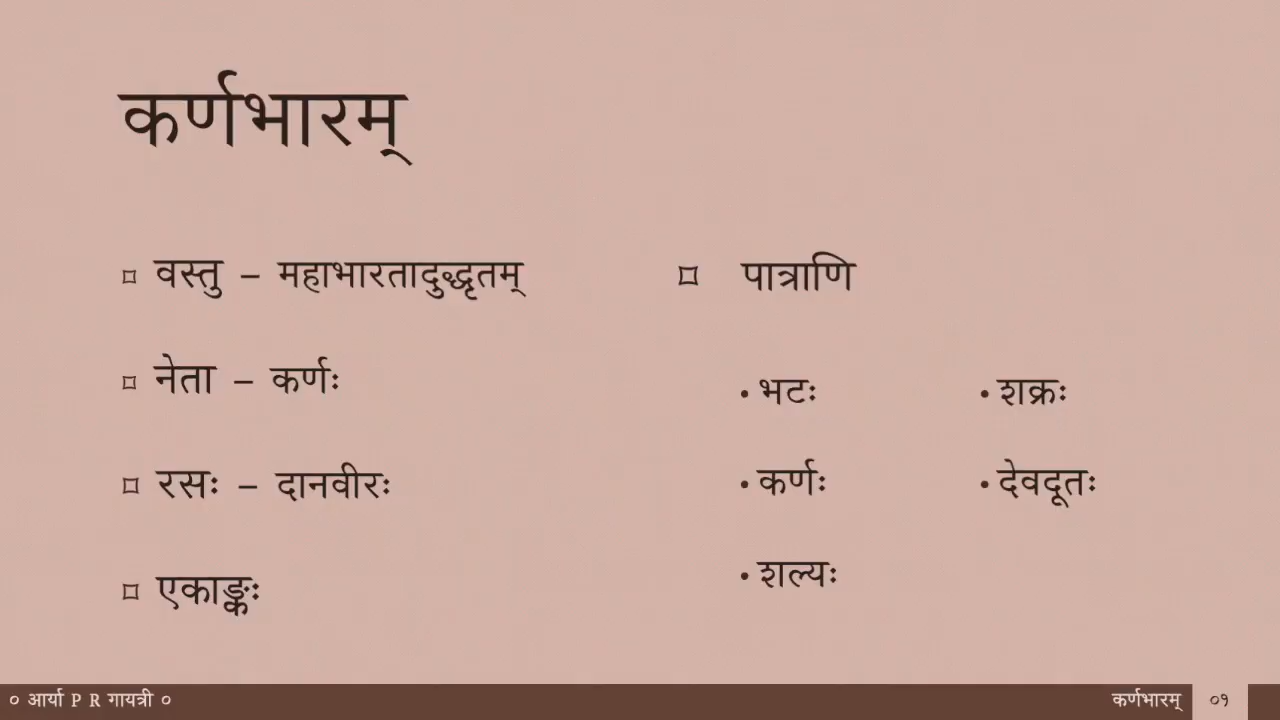 कर्णभारम्
वस्तु – महाभारतादुद्धृतम्
नेता – कर्णः
रसः – दानवीरः
एकाङ्कः
पात्राणि
• भटः
• कर्णः
• शल्यः
• शक्रः
• देवदूतः
० आर्या P R गायत्री ०
कर्णभारम् ०१